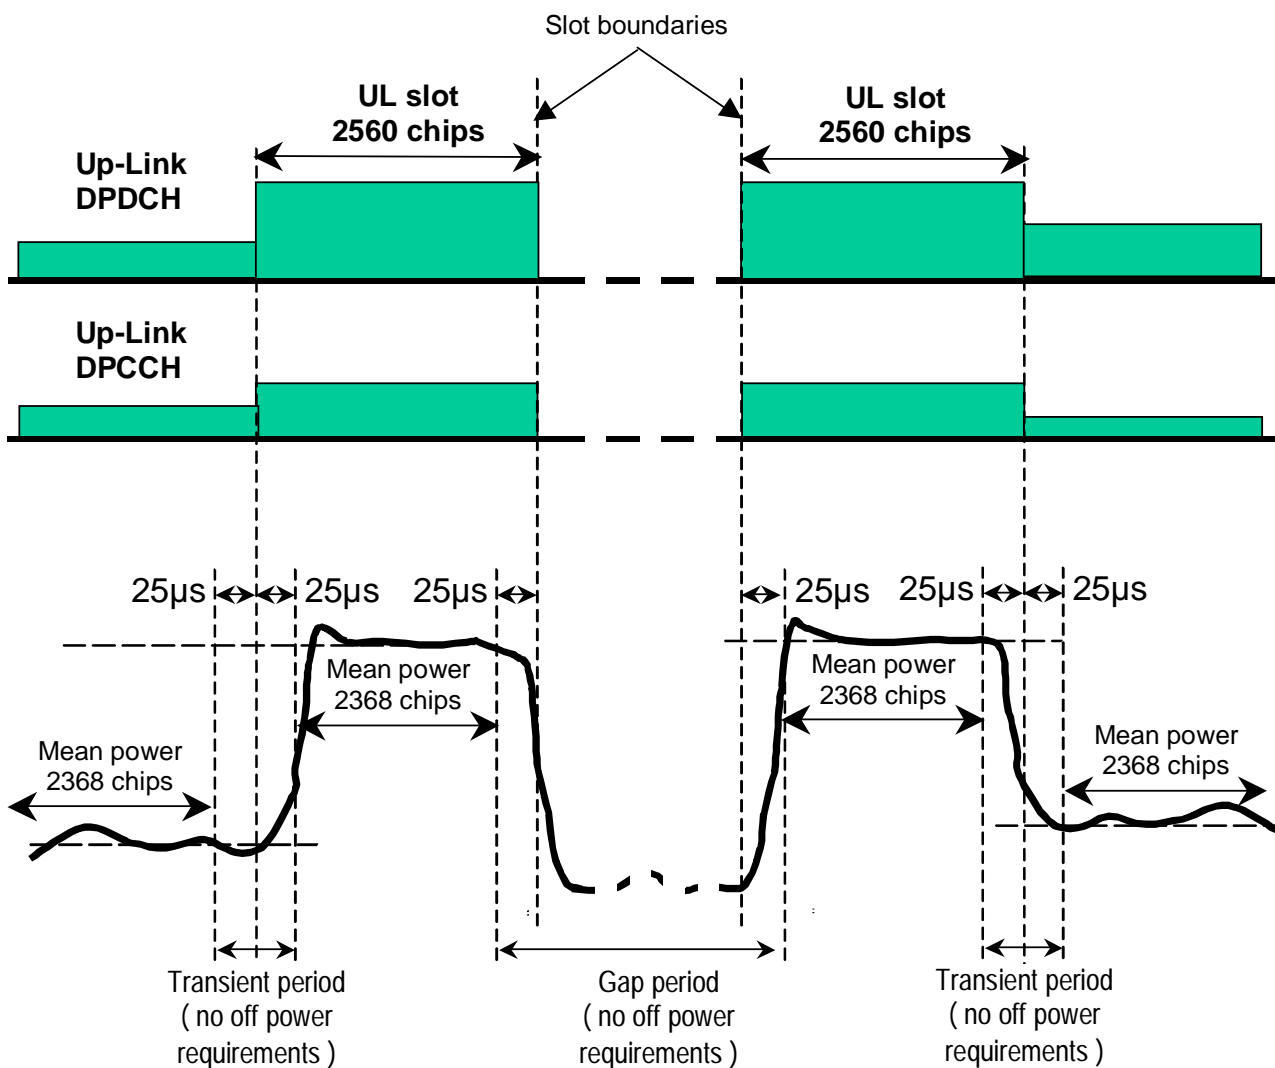 Slot boundaries
UL slot
2560 chips
UL slot
2560 chips
Up-Link
DPDCH
Up-Link
DPCCH
25µs
25µs
25µs
25µs
25µs
25µs
Mean power
2368 chips
Mean power
2368 chips
Mean power
2368 chips
Mean power
2368 chips
Transient period
( no off power
requirements )
Gap period
( no off power
requirements )
Transient period
( no off power
requirements )